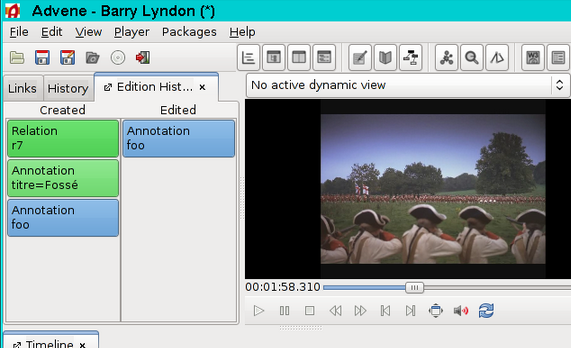 Advene - Barry Lyndon (*)
File Edit View Player Packages Help
Links History Edition Hist... ×
No active dynamic view
Created Edited
Relation
r7
Annotation
foo
Annotation
titre=Fossé
Annotation
foo
00:01:58.310
Timeline ×